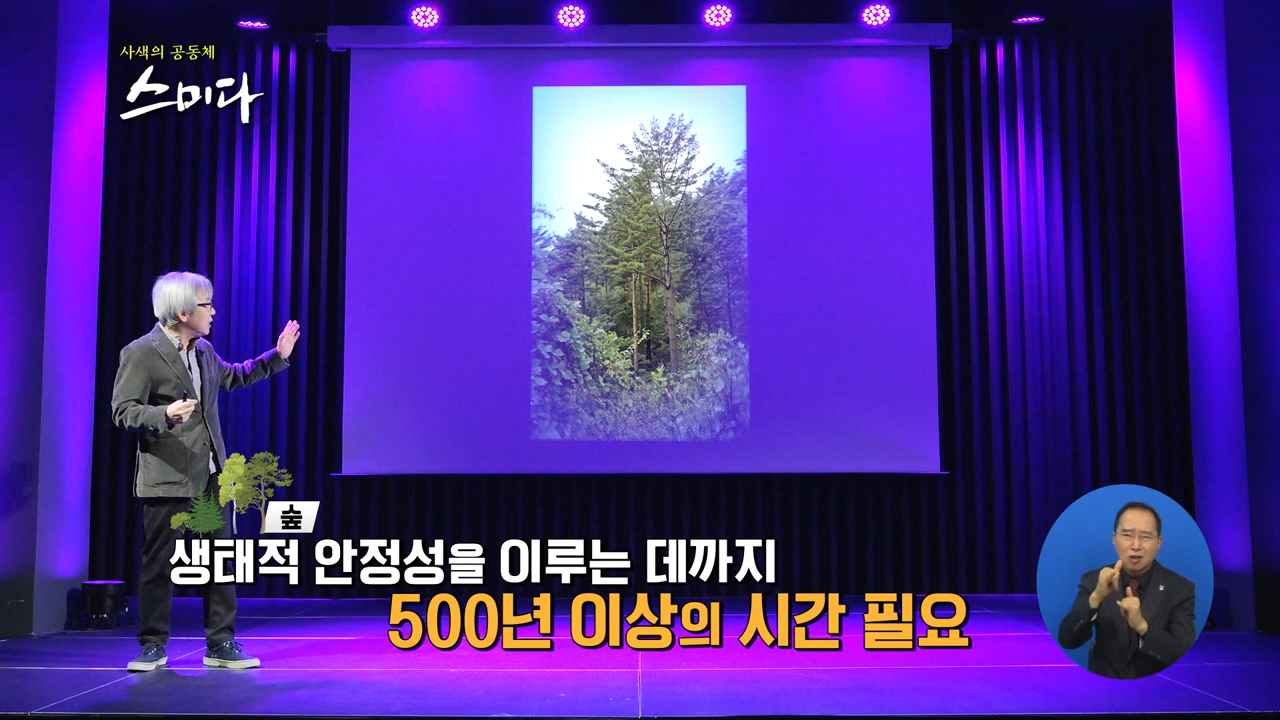 사색의 공동체
스미다
숲
생태적 안정성을 이루는 데까지
500년 이상의 시간 필요